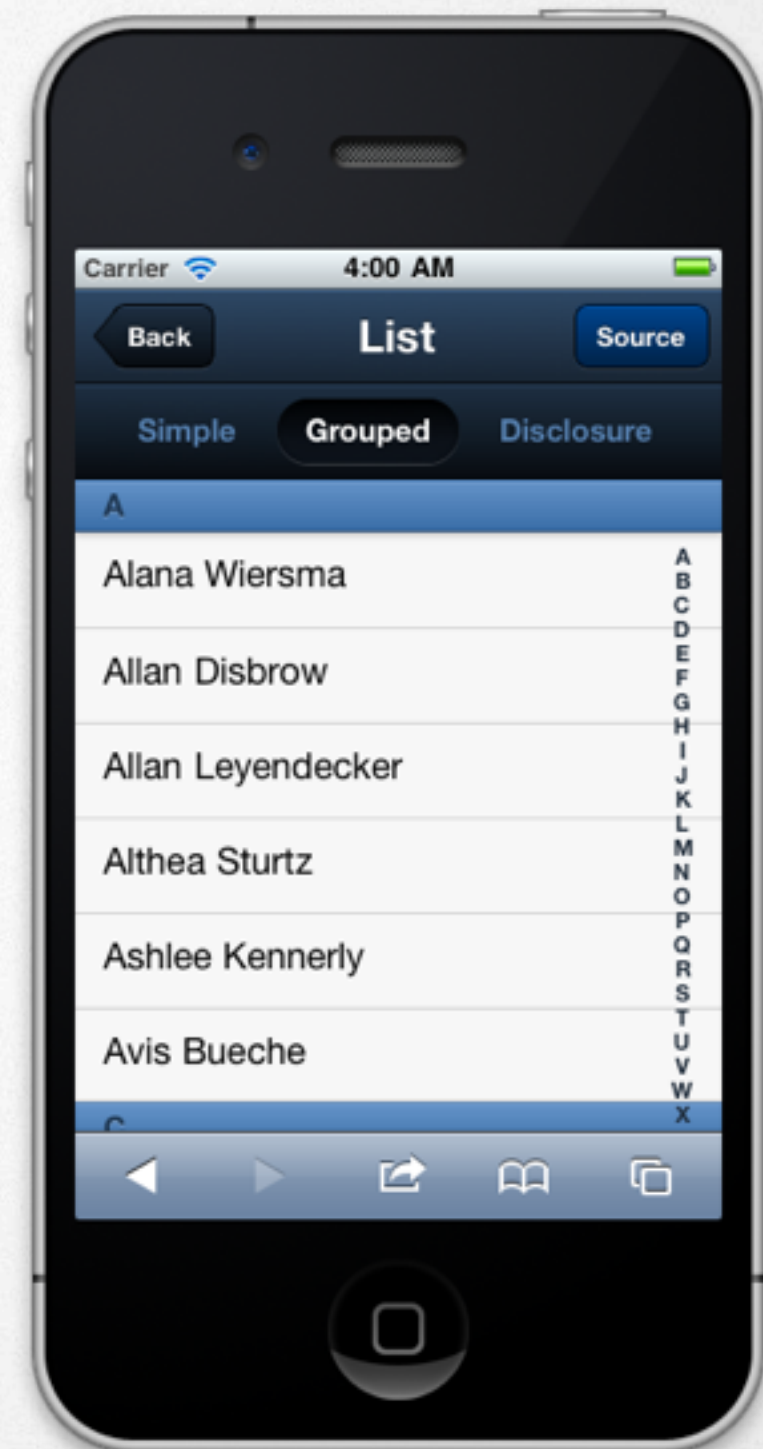 Carrier 4:00 AM
Back List Source
Simple Grouped Disclosure
A
Alana Wiersma
Allan Disbrow
Allan Leyendecker
Althea Sturtz
Ashlee Kennerly
Avis Bueche
C
A
B
C
D
E
F
G
H
I
J
K
L
M
N
O
P
Q
R
S
T
U
V
W
X